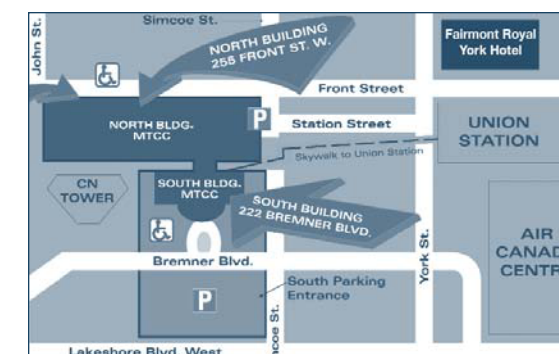 Simcoe St.
John St.
NORTH BUILDING
255 FRONT ST. W.
Fairmont Royal
York Hotel
Front Street
P
NORTH BLDG.
MTCC
Station Street
UNION
STATION
Skywalk to Union Station
CN
TOWER
SOUTH BLDG.
MTCC
SOUTH BUILDING
222 BREMNER BLVD.
York St.
AIR
CANAD
CENTR
Bremner Blvd.
P
South Parking
Entrance
ncoe St.
Lakeshore Blvd. West